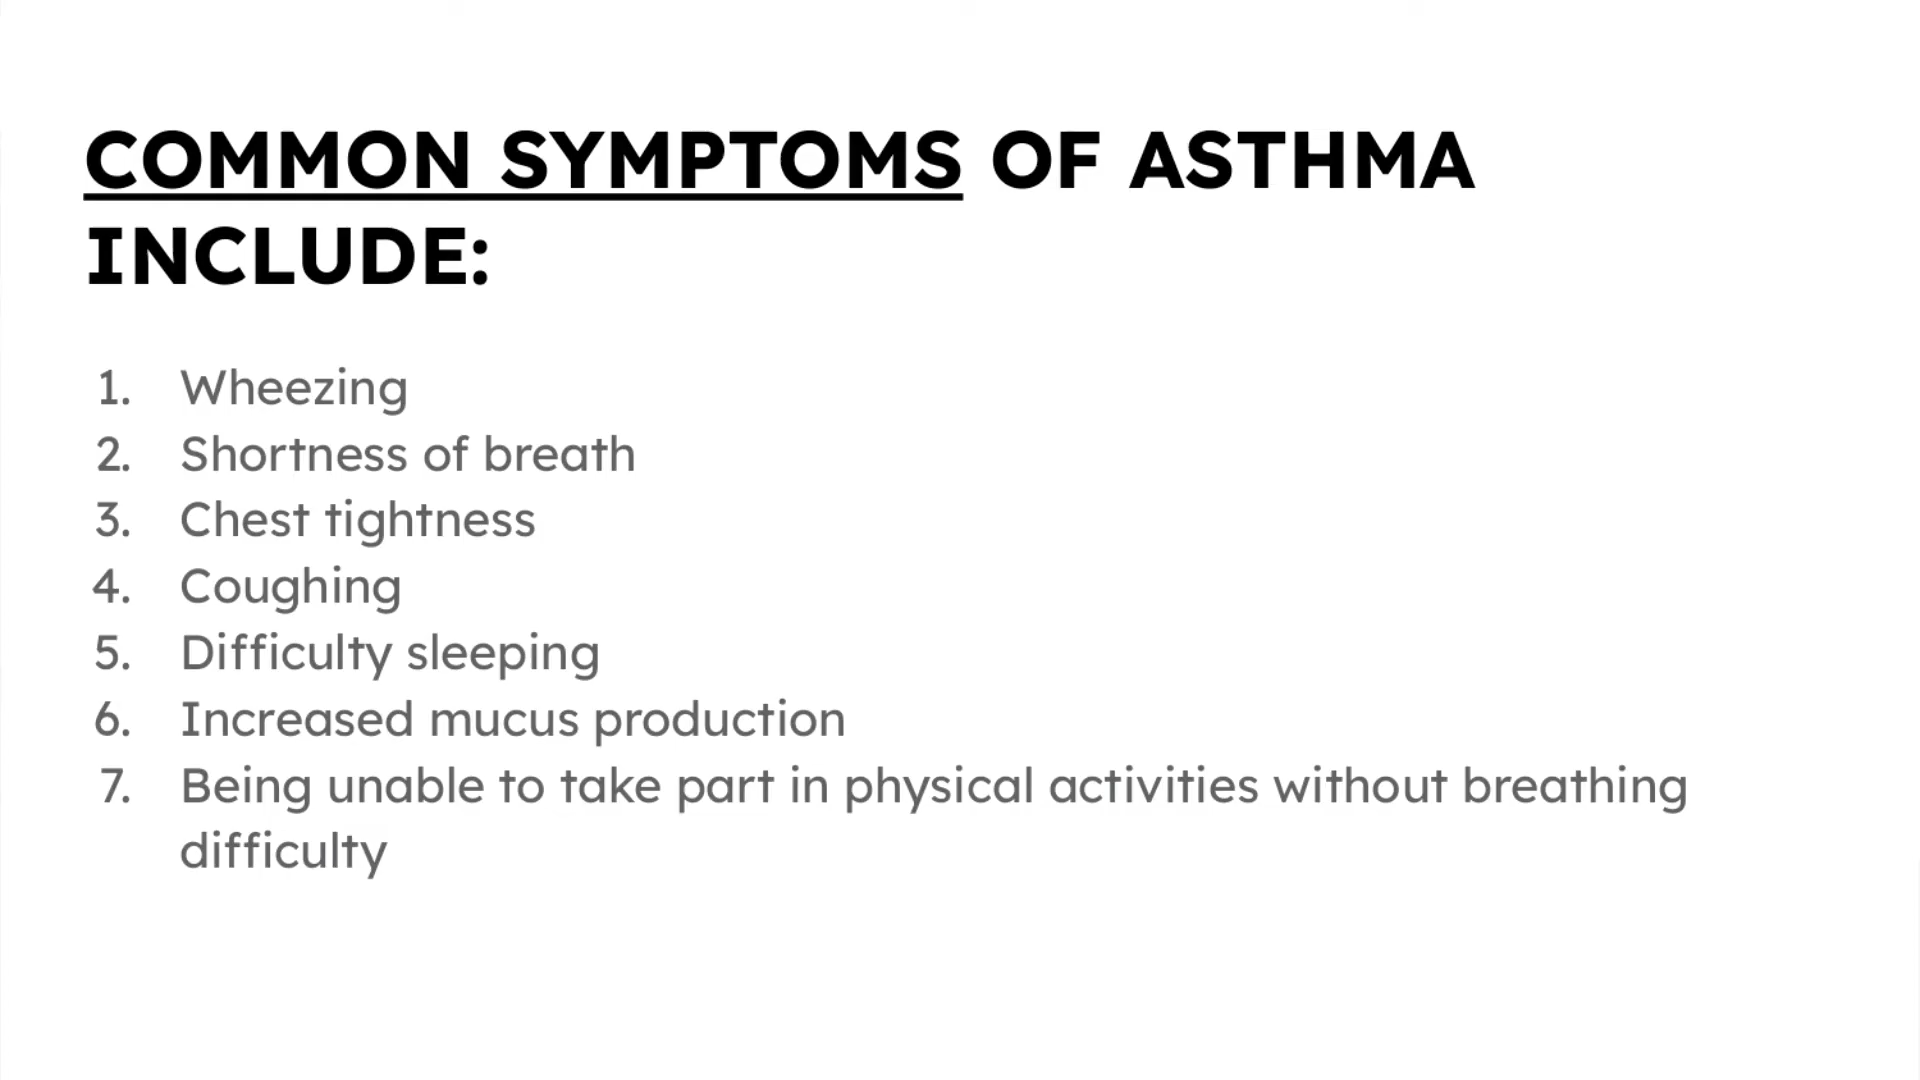 COMMON SYMPTOMS OF ASTHMA
INCLUDE:
1. Wheezing
2. Shortness of breath
3. Chest tightness
4. Coughing
5. Difficulty sleeping
6. Increased mucus production
7. Being unable to take part in physical activities without breathing
difficulty